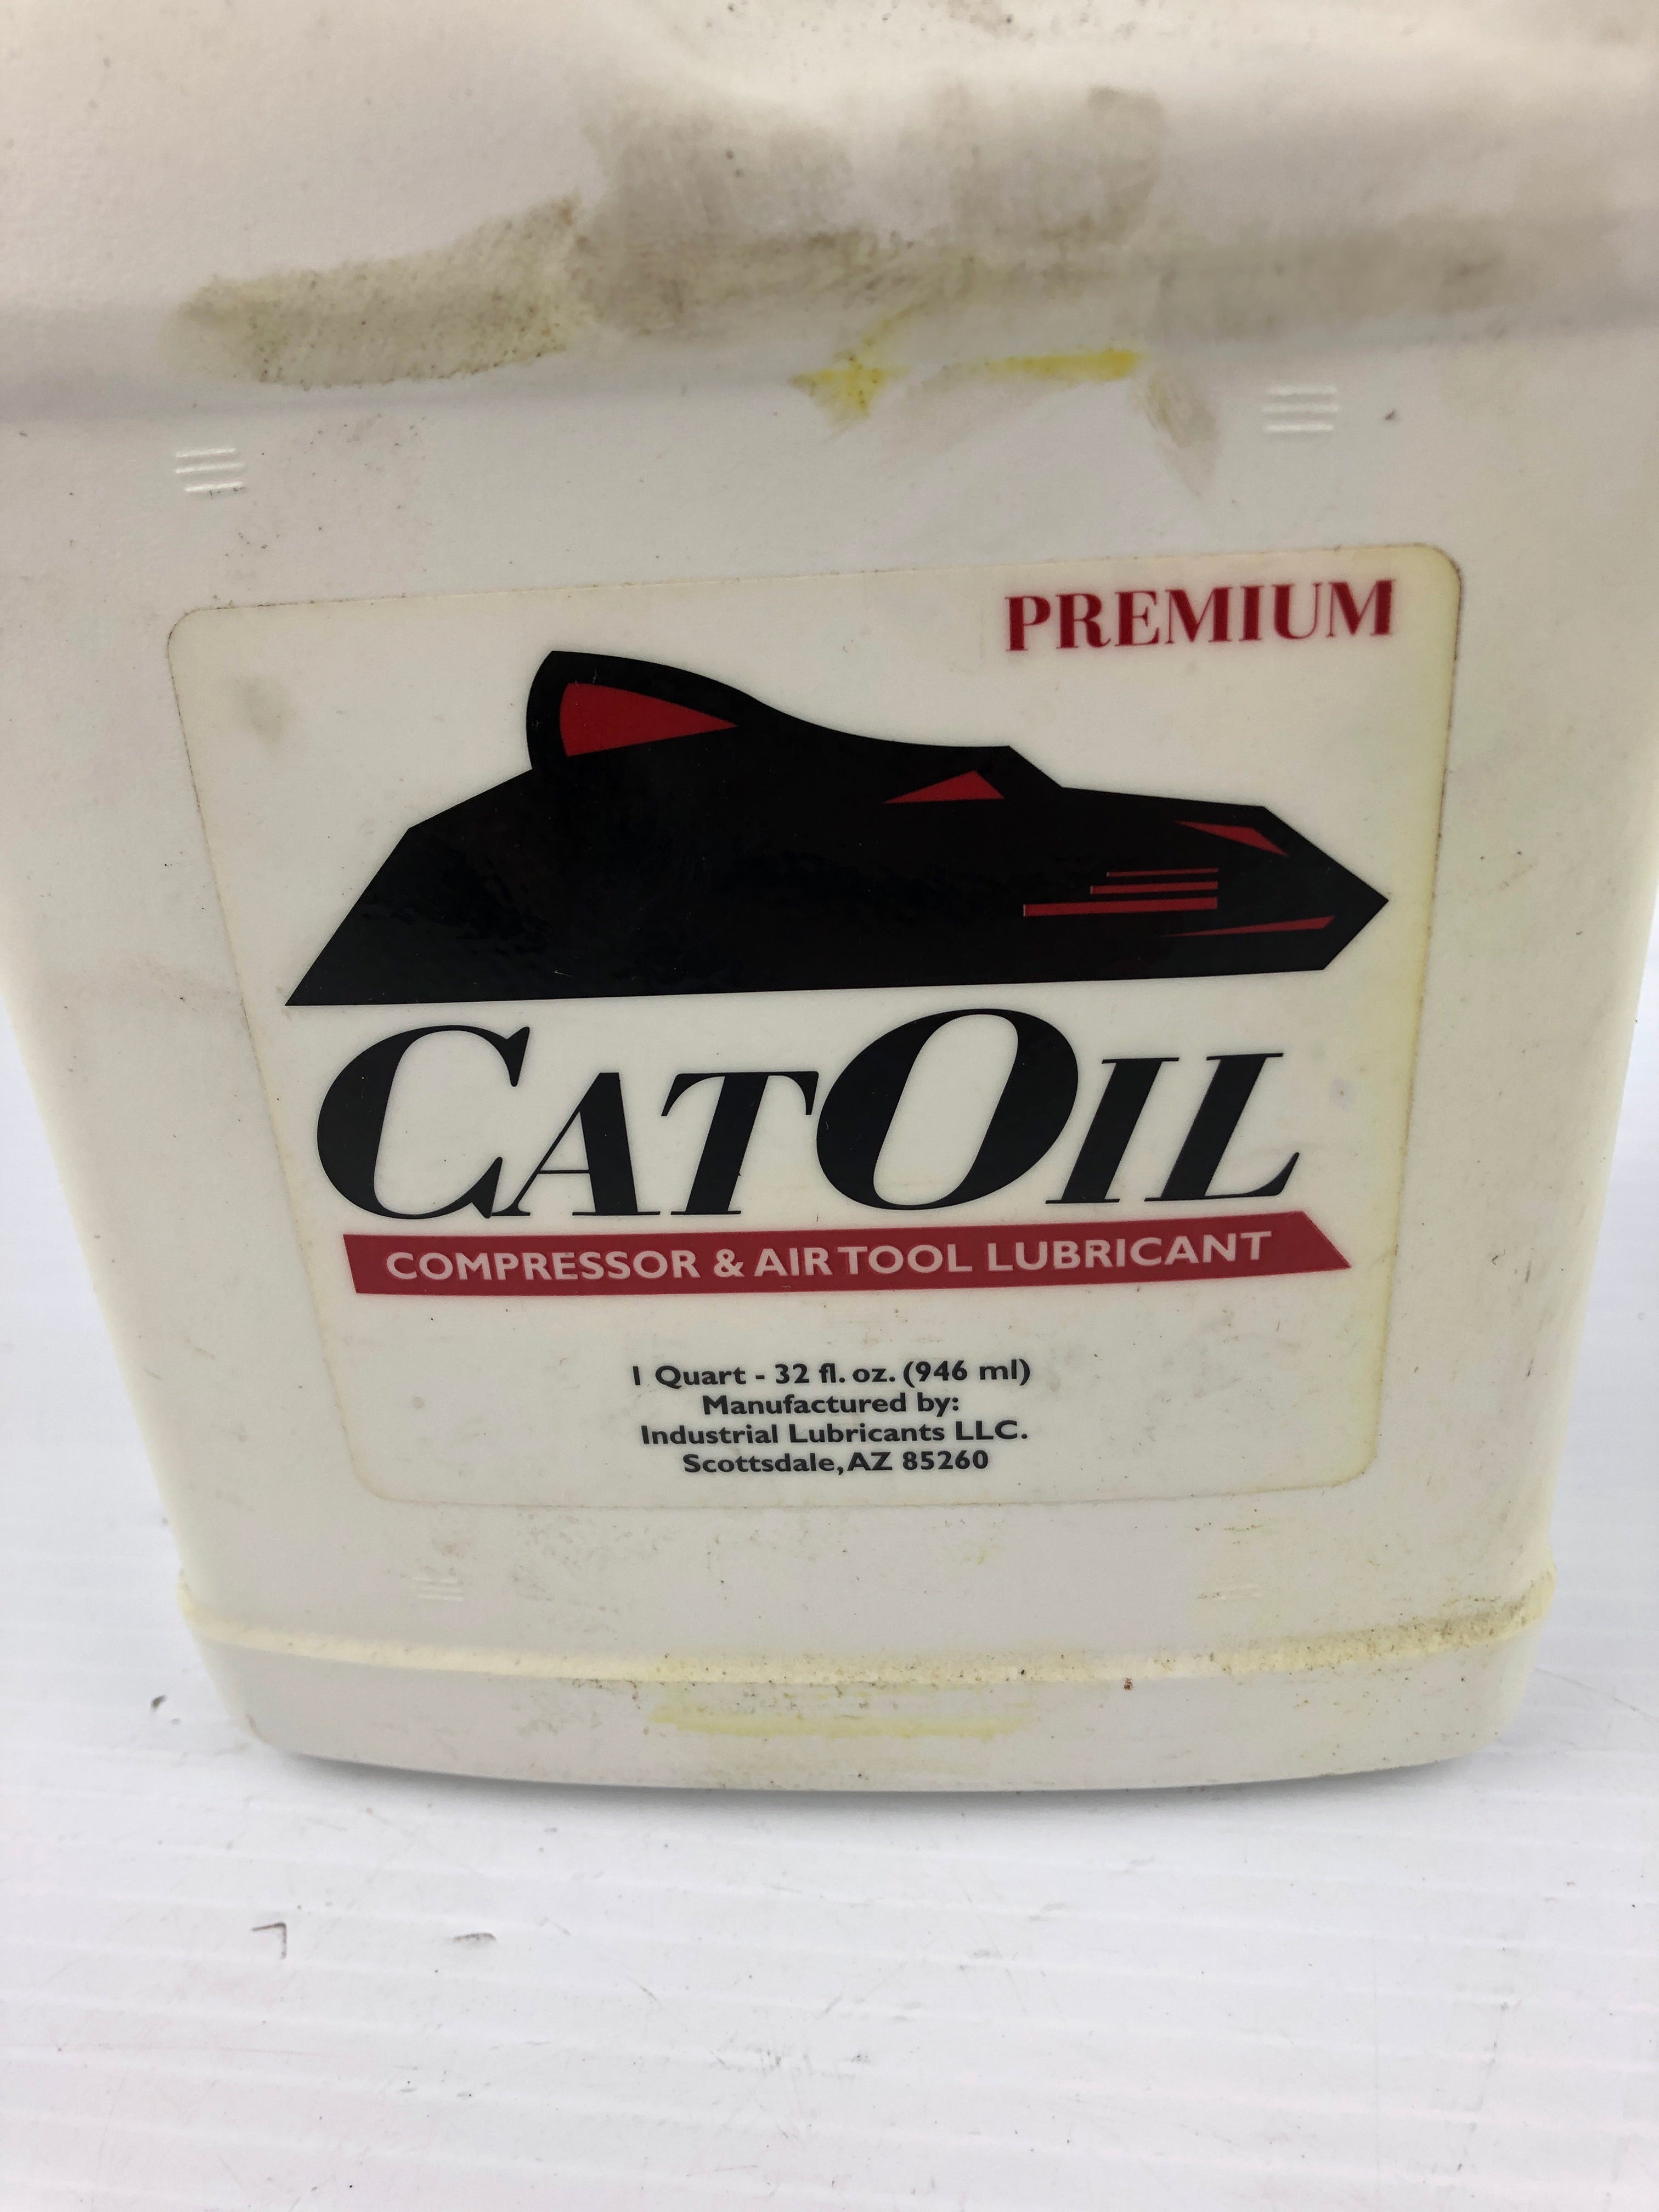 PREMIUM
CATOIL
COMPRESSOR & AIR TOOL LUBRICANT
1 Quart - 32 fl. oz. (946 ml)
Manufactured by:
Industrial Lubricants LLC.
Scottsdale, AZ 85260